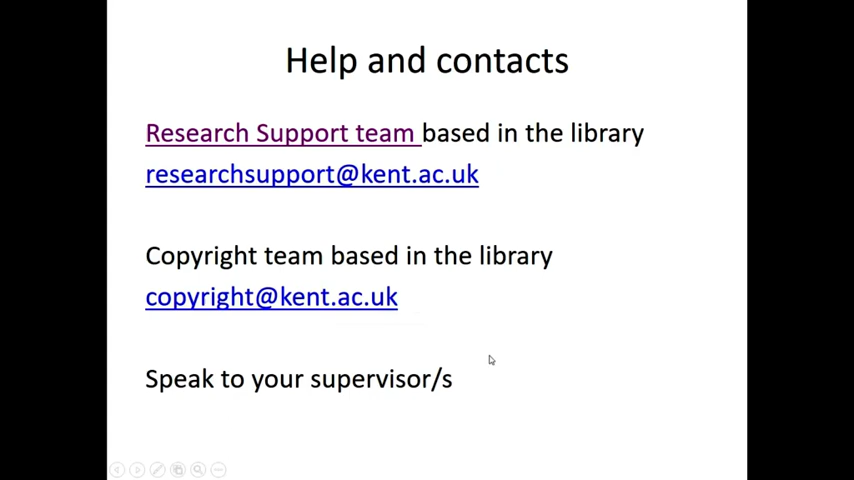 Help and contacts
Research Support team based in the library
researchsupport@kent.ac.uk
Copyright team based in the library
copyright@kent.ac.uk
Speak to your supervisor/s